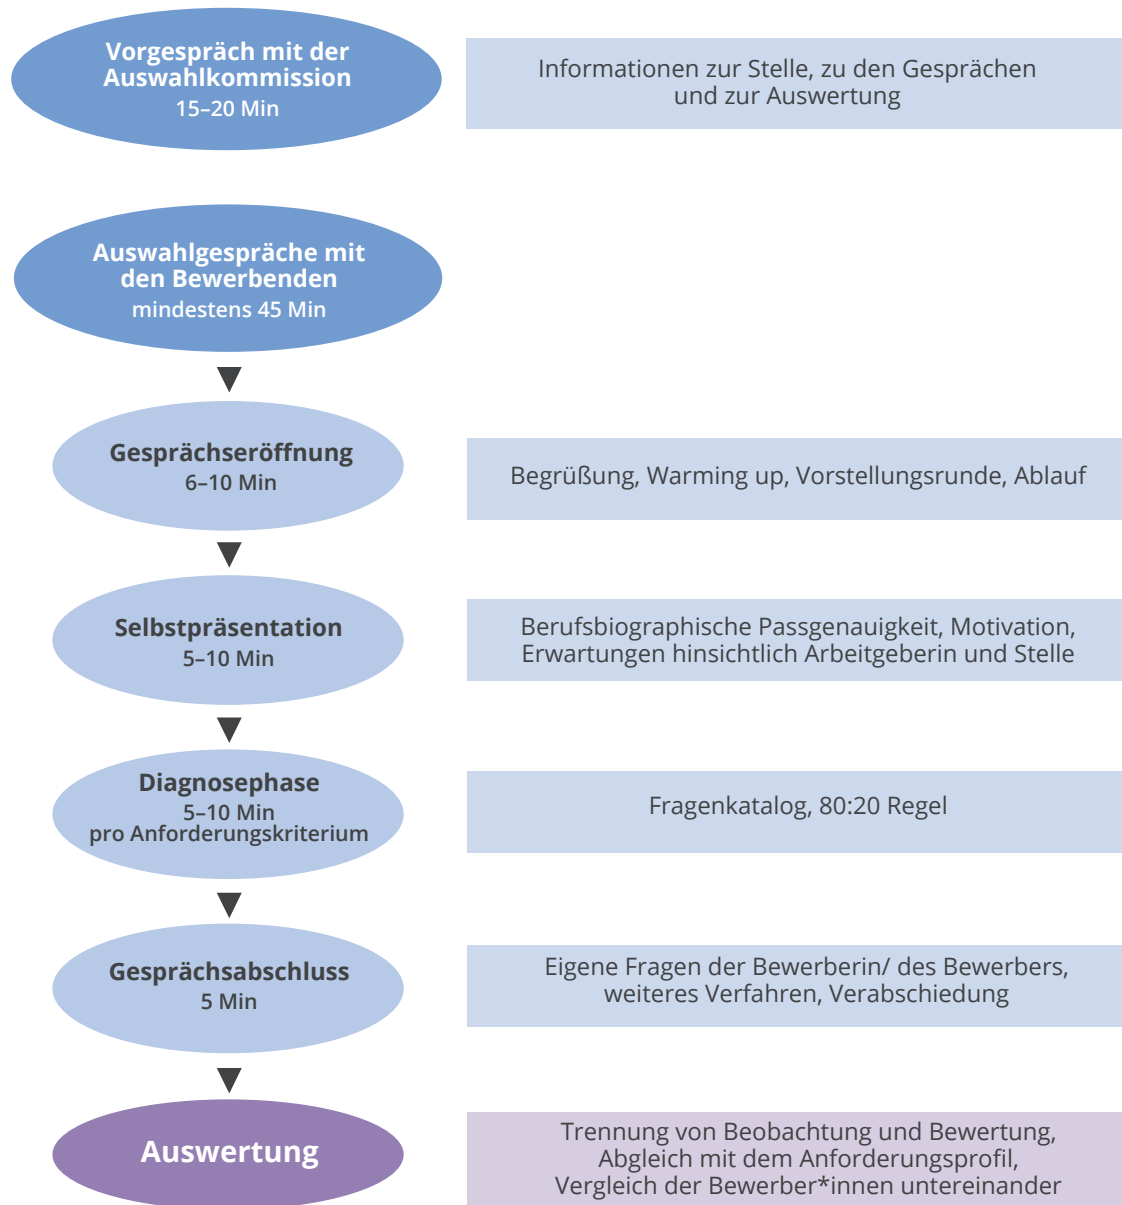 Vorgespräch mit der
Auswahlkommission
15–20 Min
Informationen zur Stelle, zu den Gesprächen
und zur Auswertung
Auswahlgespräche mit
den Bewerbenden
mindestens 45 Min
Gesprächseröffnung
6–10 Min
Begrüßung, Warming up, Vorstellungsrunde, Ablauf
Selbstpräsentation
5–10 Min
Berufsbiographische Passgenauigkeit, Motivation,
Erwartungen hinsichtlich Arbeitgeberin und Stelle
Diagnosephase
5–10 Min
pro Anforderungskriterium
Fragenkatalog, 80:20 Regel
Gesprächsabschluss
5 Min
Eigene Fragen der Bewerberin/ des Bewerbers,
weiteres Verfahren, Verabschiedung
Auswertung
Trennung von Beobachtung und Bewertung,
Abgleich mit dem Anforderungsprofil,
Vergleich der Bewerber*innen untereinander